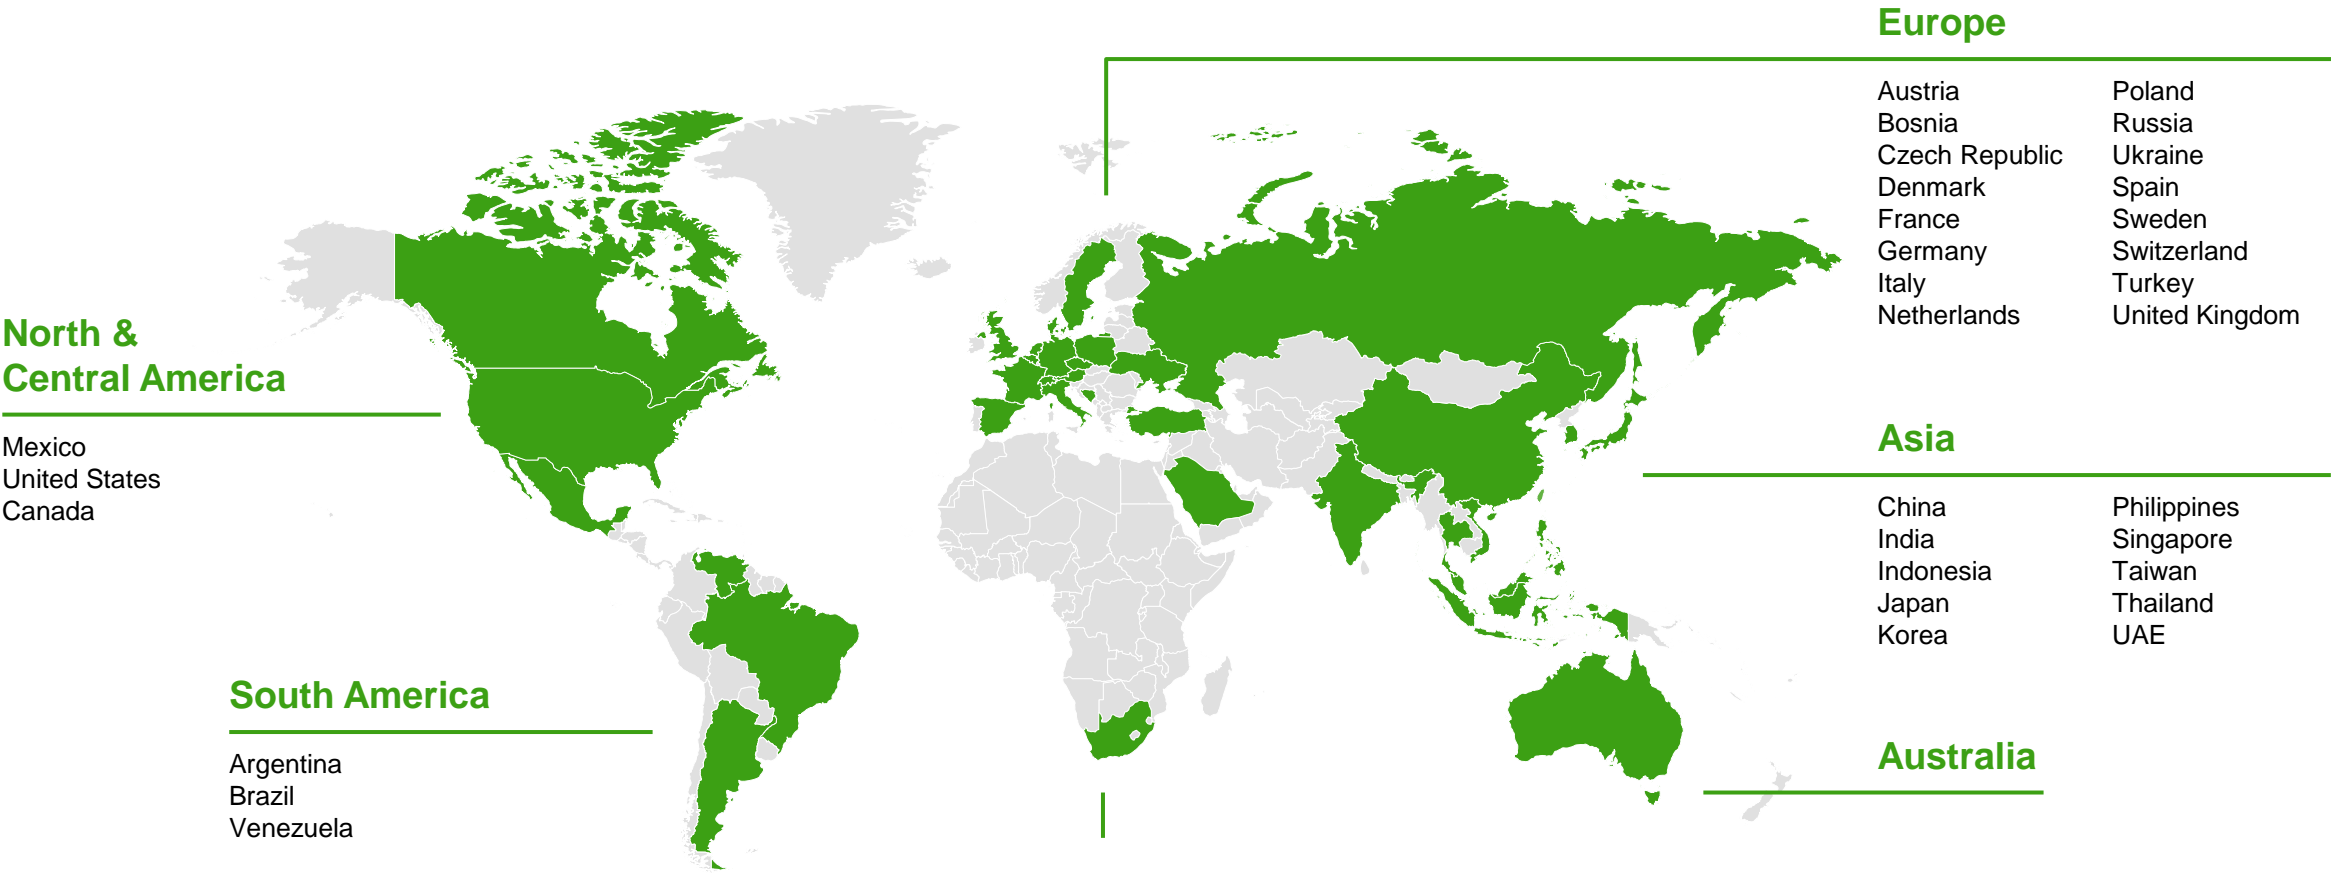 Europe
Austria
Bosnia
Czech Republic
Denmark
France
Germany
Italy
Netherlands
Poland
Russia
Ukraine
Spain
Sweden
Switzerland
Turkey
United Kingdom
North &
Central America
Mexico
United States
Canada
Asia
China
India
Indonesia
Japan
Korea
Philippines
Singapore
Taiwan
Thailand
UAE
South America
Argentina
Brazil
Venezuela
Australia